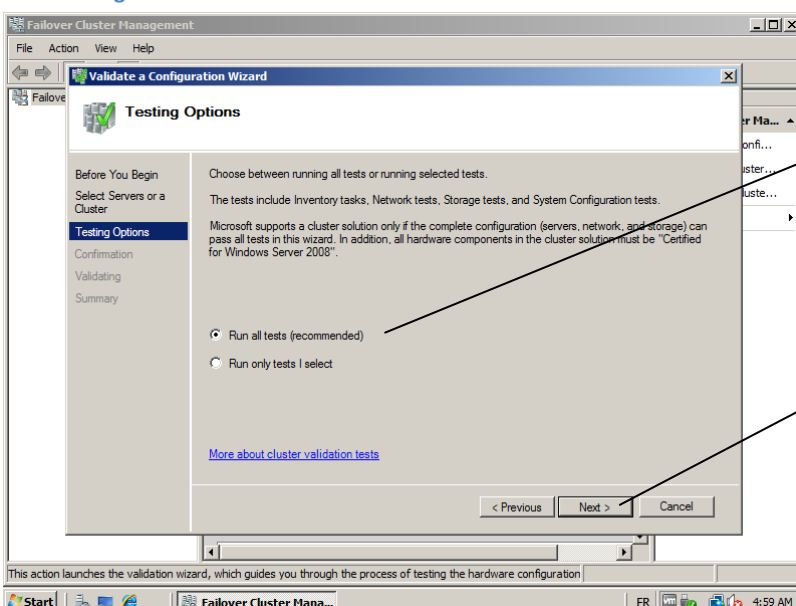 Failover Cluster Management
File Action View Help
Failove
Validate a Configuration Wizard
Testing Options
er Ma...
onfi...
uster...
luste...
Before You Begin
Select Servers or a
Cluster
Testing Options
Confirmation
Validating
Summary
Choose between running all tests or running selected tests.
The tests include Inventory tasks, Network tests, Storage tests, and System Configuration tests.
Microsoft supports a cluster solution only if the complete configuration (servers, network, and storage) can
pass all tests in this wizard. In addition, all hardware components in the cluster solution must be "Certified
for Windows Server 2008".
Run all tests (recommended)
Run only tests I select
More about cluster validation tests
< Previous Next > Cancel
This action launches the validation wizard, which guides you through the process of testing the hardware configuration
Start Failover Cluster Mana... FR 4:59 AM